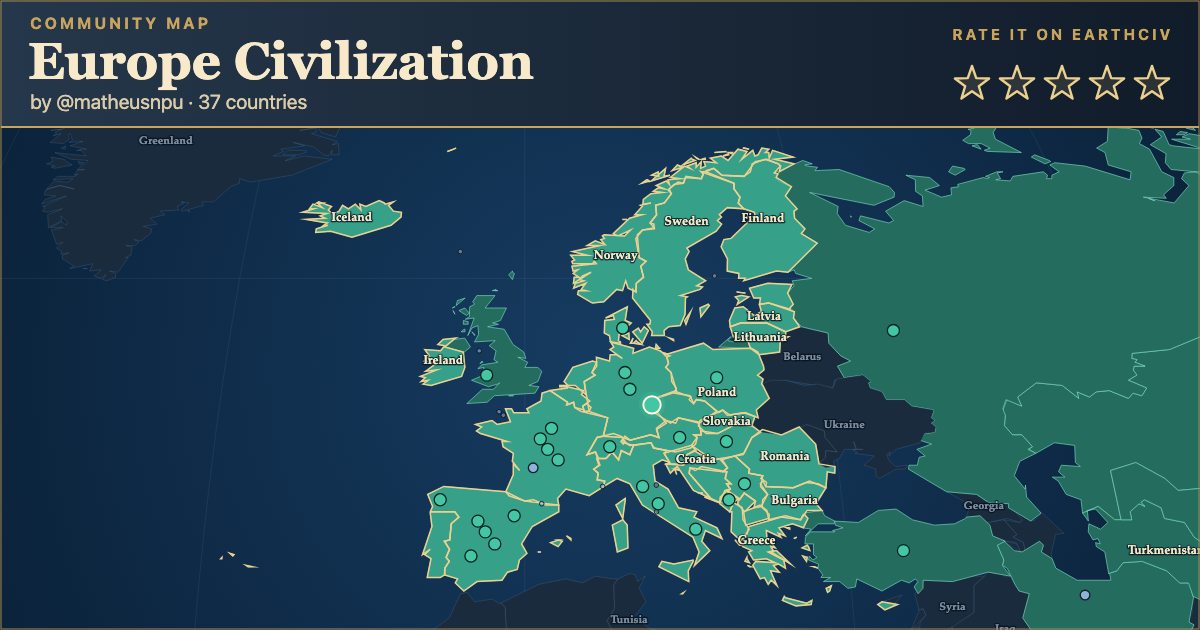 COMMUNITY MAP
Europe Civilization
by @matheusnpu · 37 countries
RATE IT ON EARTHCIV
Greenland
Iceland
Sweden
Finland
Norway
Latvia
Lithuania
Ireland
Belarus
Poland
Slovakia
Ukraine
Croatia
Romania
Bulgaria
Georgia
Greece
Turkmenistan
Syria
Tunisia
Iraq